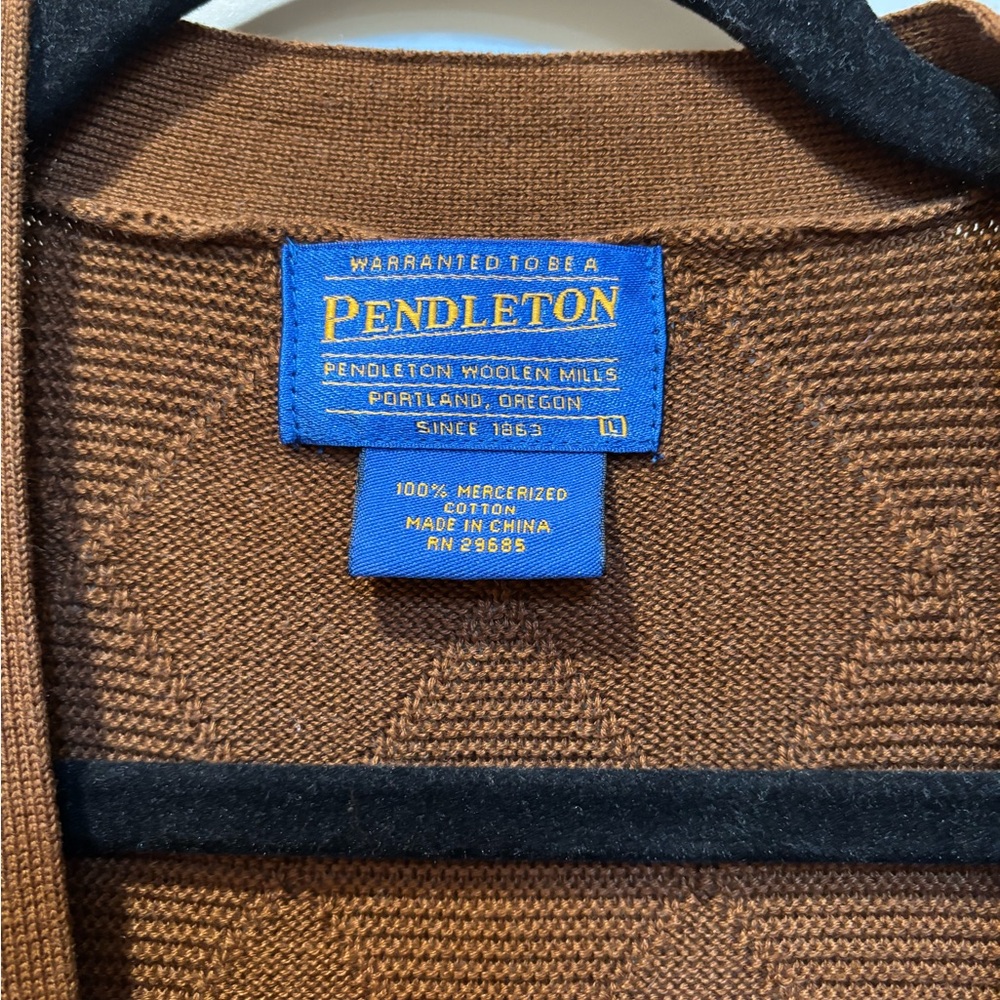 WARRANTED TO BE A
PENDLETON
PENDLETON WOOLEN MILLS
PORTLAND, OREGON
SINCE 1863 L
100% MERCERIZED
COTTON
MADE IN CHINA
RN 29685